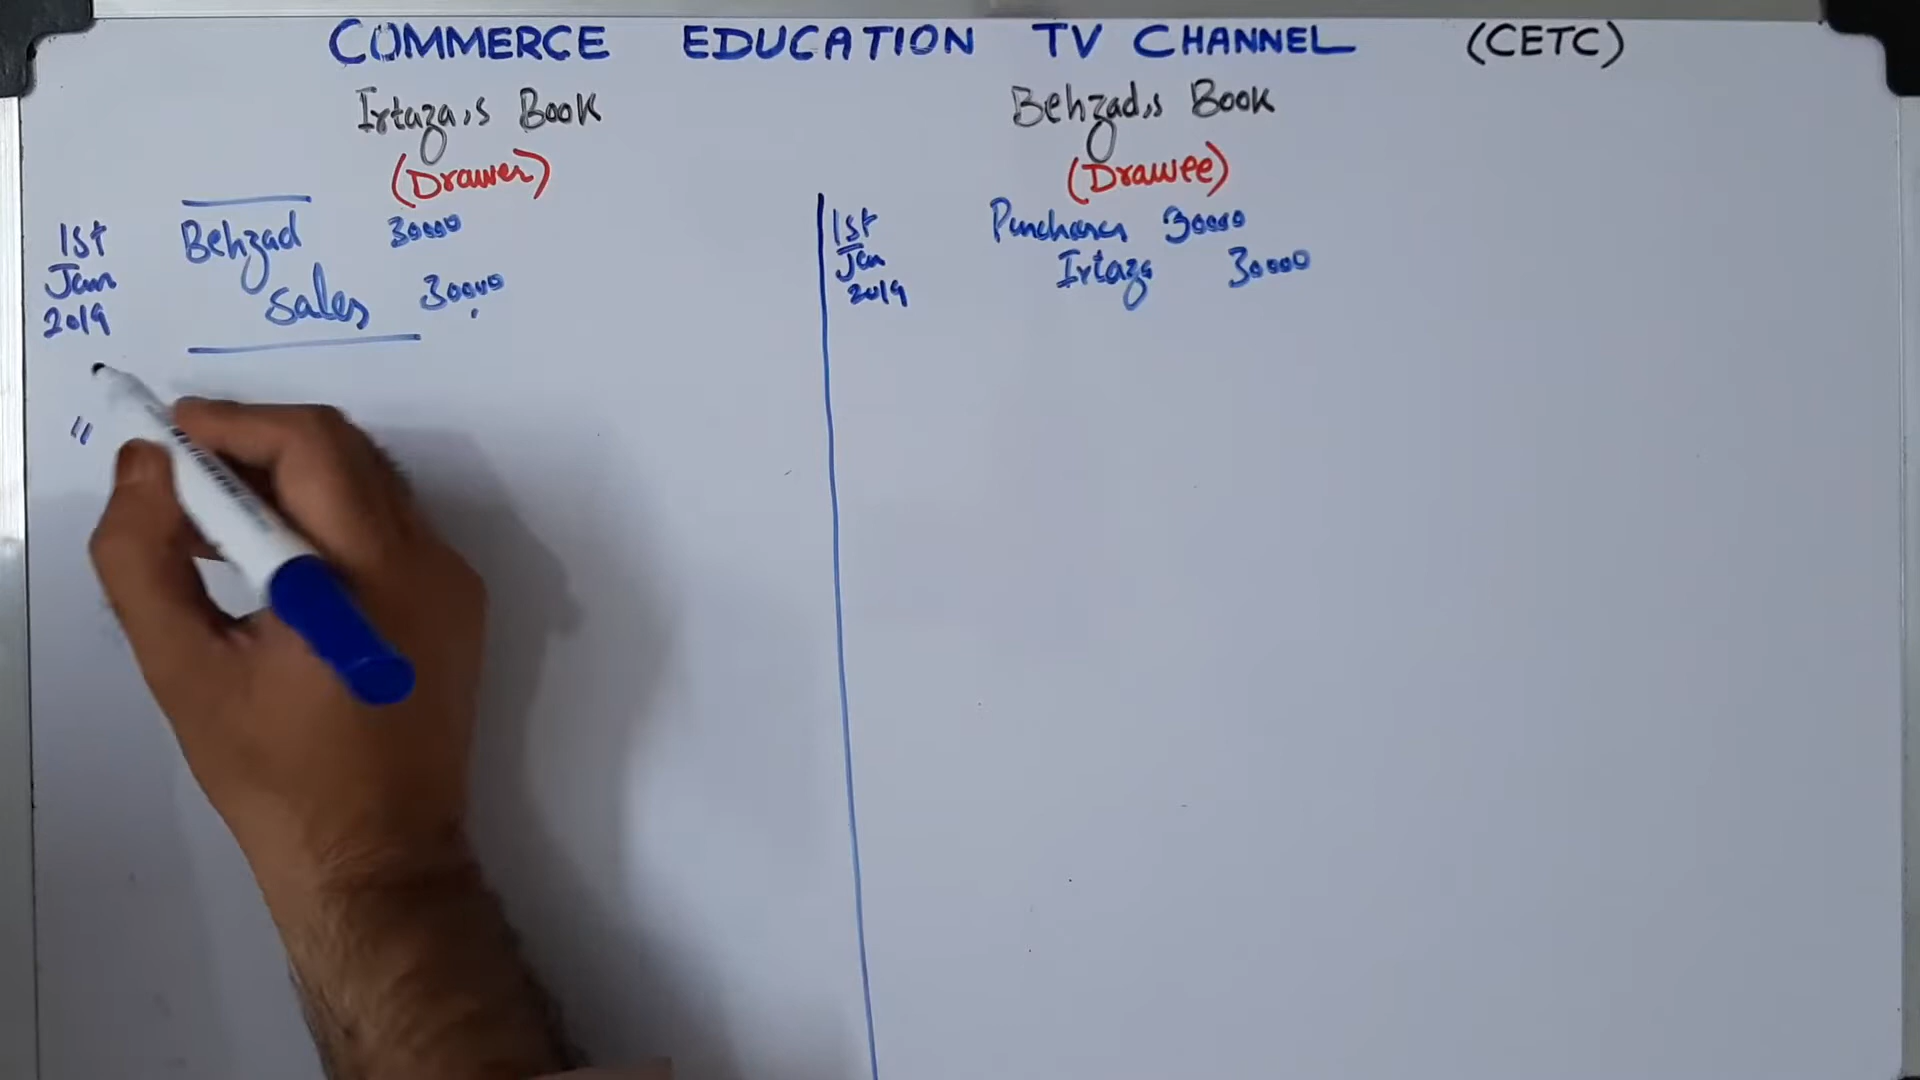 COMMERCE EDUCATION TV CHANNEL (CETC)
Irtaza,s Book
(Drawer)
1st Jan 2019
Behzad 30000
Sales 30000
"
Behzad,s Book
(Drawee)
1st Jan 2019
Purchases 30000
Irtaza 30000